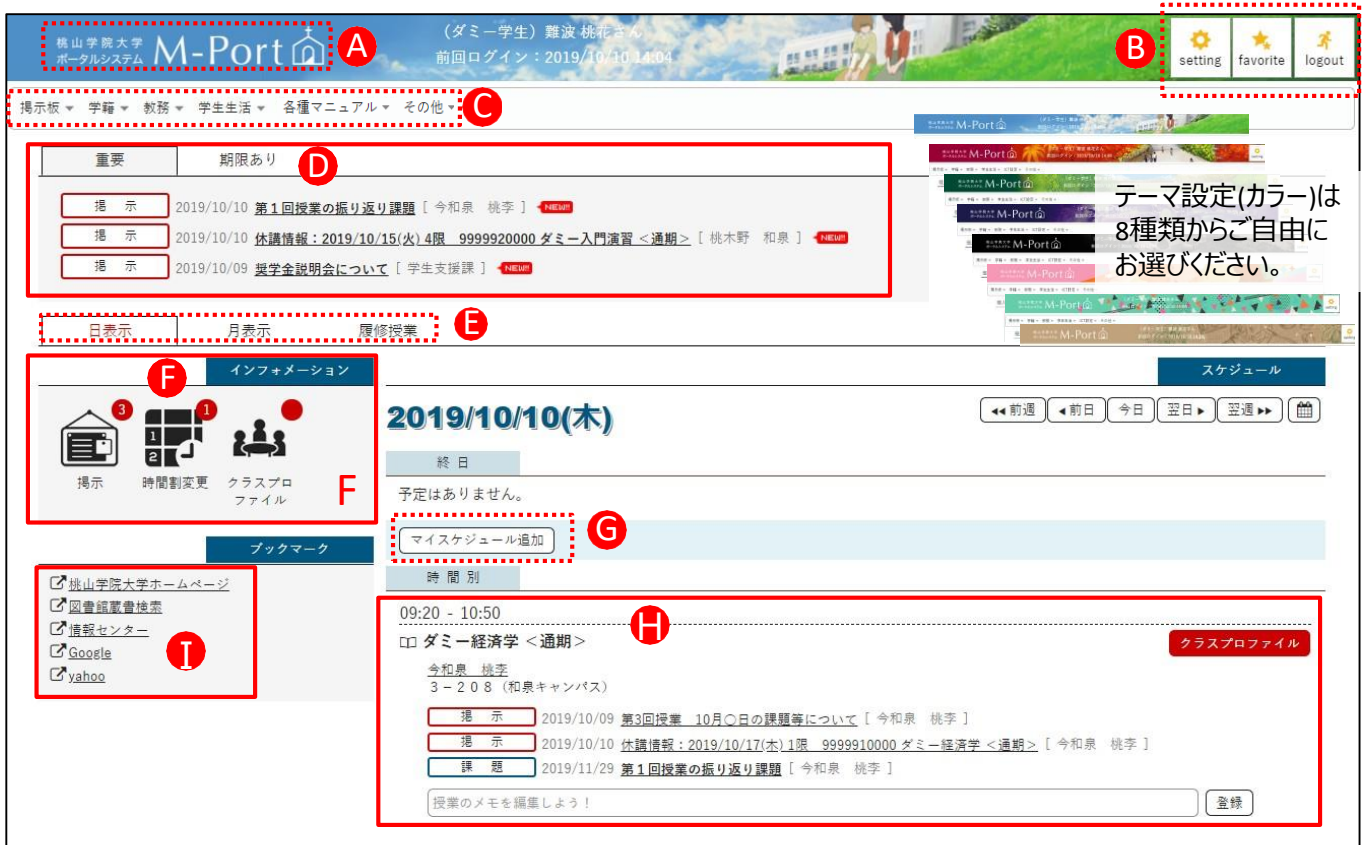 桃山学院大学
ポータルシステム M-Port A
(ダミー学生) 難波 桃花さん
前回ログイン：2019/10/10 14:04
B
setting favorite logout
掲示板 学籍 教務 学生生活 各種マニュアル その他 C
重要 期限あり D
掲 示 2019/10/10 第１回授業の振り返り課題 [ 今和泉 桃李 ] NEW!!
掲 示 2019/10/10 休講情報：2019/10/15(火) 4限 9999920000 ダミー入門演習 ＜通期＞ [ 桃木野 和泉 ] NEW!!
掲 示 2019/10/09 奨学金説明会について [ 学生支援課 ] NEW!!
M-Port
M-Port
M-Port
M-Port
M-Port
M-Port
M-Port
テーマ設定(カラー)は
8種類からご自由に
お選びください。
日表示 月表示 履修授業 E
F インフォメーション
3 1
掲示 時間割変更 クラスプロ
ファイル
F
ブックマーク
桃山学院大学ホームページ
図書館蔵書検索
情報センター
Google
yahoo
I
スケジュール
2019/10/10(木) ◂◂前週 ◂前日 今日 翌日▸ 翌週▸▸
終 日
予定はありません。
マイスケジュール追加 G
時 間 別
09:20 - 10:50
H
ダミー経済学 ＜通期＞ クラスプロファイル
今和泉 桃李
３－２０８（和泉キャンパス）
掲 示 2019/10/09 第3回授業 10月〇日の課題等について [ 今和泉 桃李 ]
掲 示 2019/10/10 休講情報：2019/10/17(木) 1限 9999910000 ダミー経済学 ＜通期＞ [ 今和泉 桃李 ]
課 題 2019/11/29 第１回授業の振り返り課題 [ 今和泉 桃李 ]
授業のメモを編集しよう！ 登録